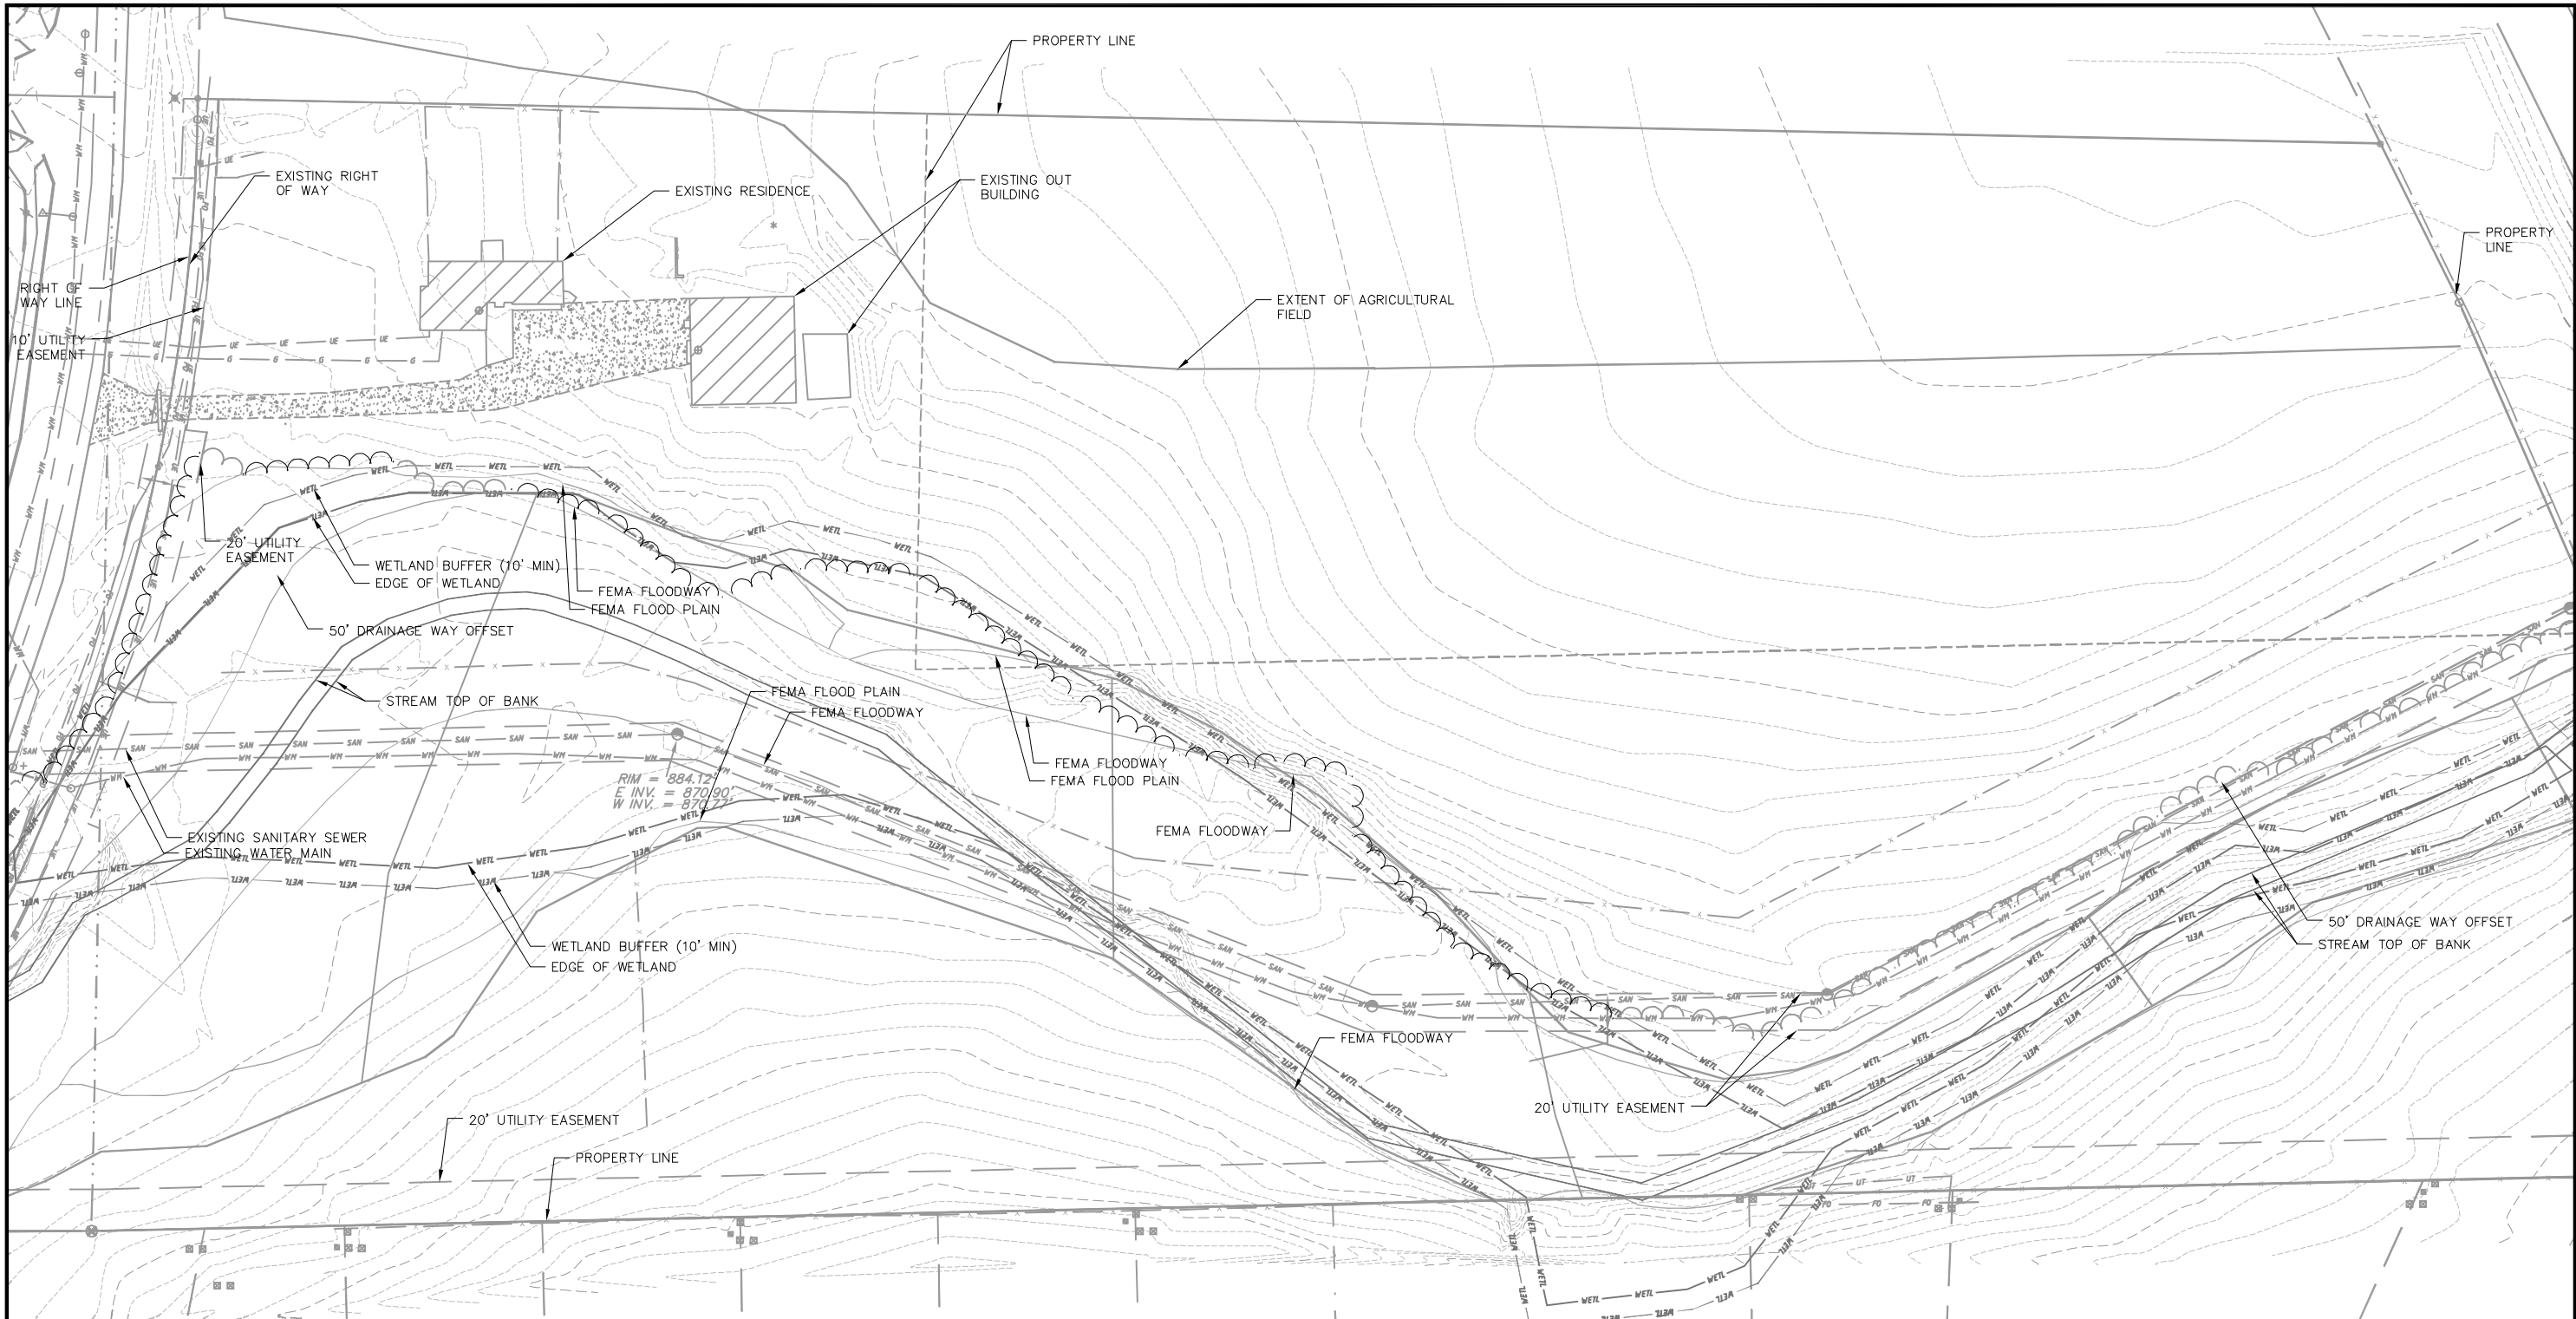 PROPERTY LINE
EXISTING RIGHT
OF WAY
EXISTING RESIDENCE
EXISTING OUT
BUILDING
PROPERTY
LINE
RIGHT OF
WAY LINE
EXTENT OF AGRICULTURAL
FIELD
10' UTILITY
EASEMENT
20' UTILITY
EASEMENT
WETLAND BUFFER (10' MIN)
EDGE OF WETLAND
FEMA FLOODWAY
FEMA FLOOD PLAIN
50' DRAINAGE WAY OFFSET
STREAM TOP OF BANK
FEMA FLOOD PLAIN
FEMA FLOODWAY
FEMA FLOODWAY
FEMA FLOOD PLAIN
RIM = 884.12'
E INV. = 870.90'
W INV. = 870.77'
FEMA FLOODWAY
EXISTING SANITARY SEWER
EXISTING WATER MAIN
50' DRAINAGE WAY OFFSET
STREAM TOP OF BANK
WETLAND BUFFER (10' MIN)
EDGE OF WETLAND
FEMA FLOODWAY
20' UTILITY EASEMENT
20' UTILITY EASEMENT
PROPERTY LINE